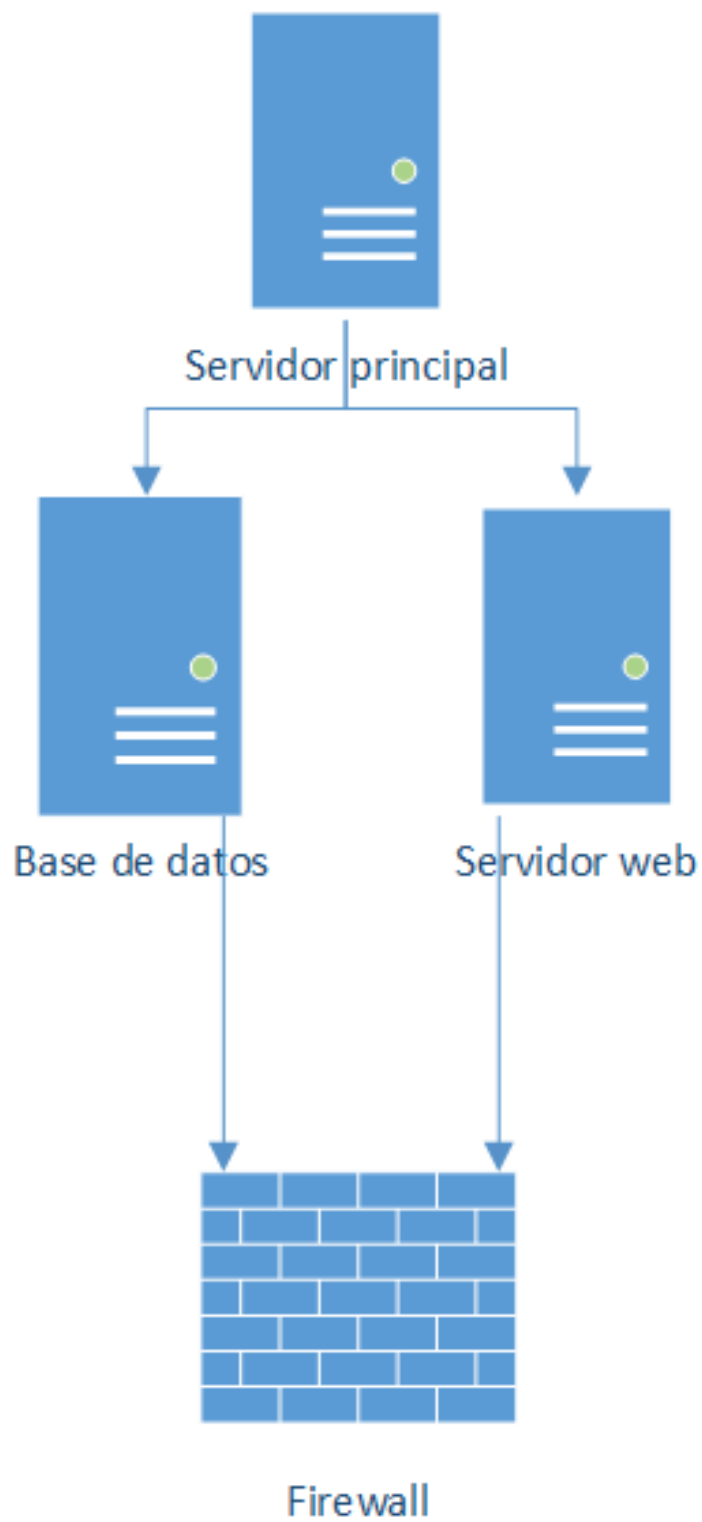 Servidor principal
Base de datos
Servidor web
Firewall